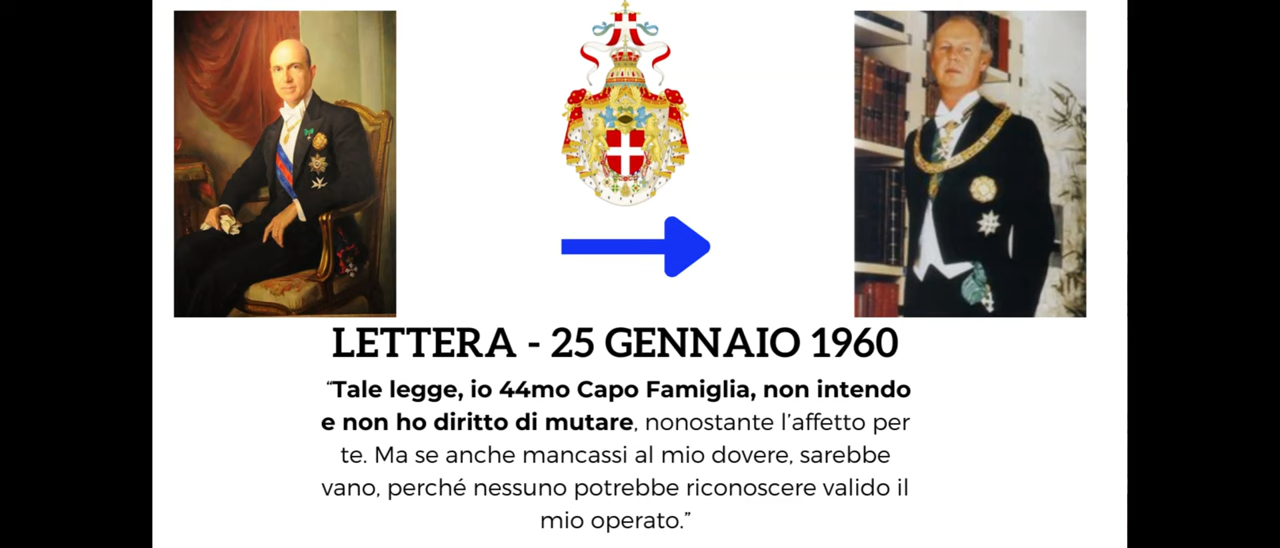 LETTERA - 25 GENNAIO 1960
“Tale legge, io 44mo Capo Famiglia, non intendo
e non ho diritto di mutare, nonostante l’affetto per
te. Ma se anche mancassi al mio dovere, sarebbe
vano, perché nessuno potrebbe riconoscere valido il
mio operato.”